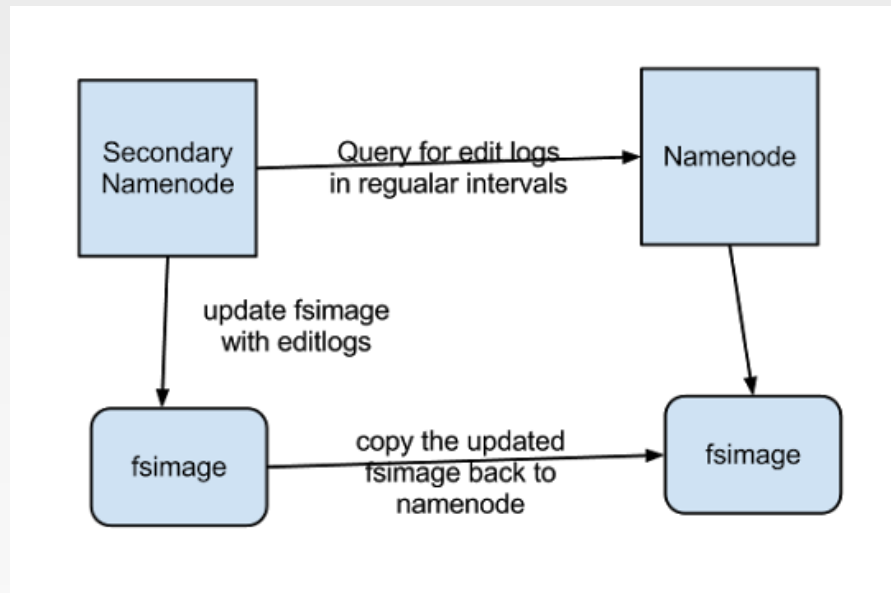 Secondary
Namenode
Query for edit logs
in regualar intervals
Namenode
update fsimage
with editlogs
fsimage
copy the updated
fsimage back to
namenode
fsimage